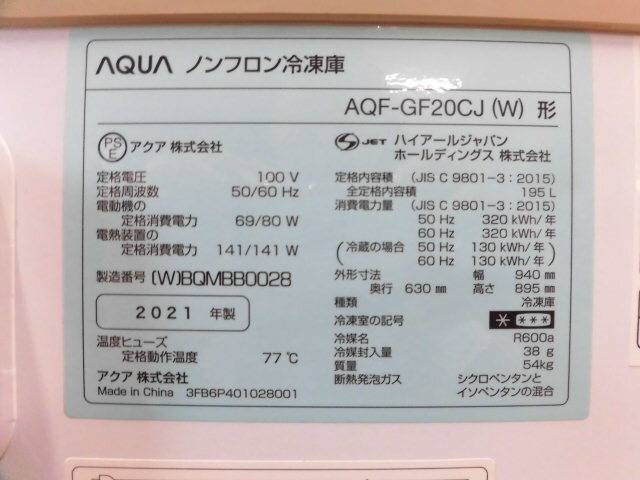 AQUA ノンフロン冷凍庫
AQF-GF20CJ (W) 形
PSE アクア 株式会社
定格電圧 100 V
定格周波数 50/60 Hz
電動機の
定格消費電力 69/80 W
電熱装置の
定格消費電力 141/141 W
製造番号 (W)BQMBB0028
2021 年製
温度ヒューズ
定格動作温度 77 ℃
アクア 株式会社
Made in China 3FB6P401028001
S JET ハイアールジャパン
ホールディングス 株式会社
定格内容積 (JIS C 9801-3 : 2015)
全定格内容積 195 L
消費電力量 (JIS C 9801-3 : 2015)
50 Hz 320 kWh/年
60 Hz 320 kWh/年
(冷蔵の場合 50 Hz 130 kWh/年
60 Hz 130 kWh/年)
外形寸法 幅 940 mm
奥行 630 mm 高さ 895 mm
種類 冷凍庫
冷凍室の記号 * ***
冷媒名 R600a
冷媒封入量 38 g
質量 54kg
断熱発泡ガス シクロペンタンと
イソペンタンの混合